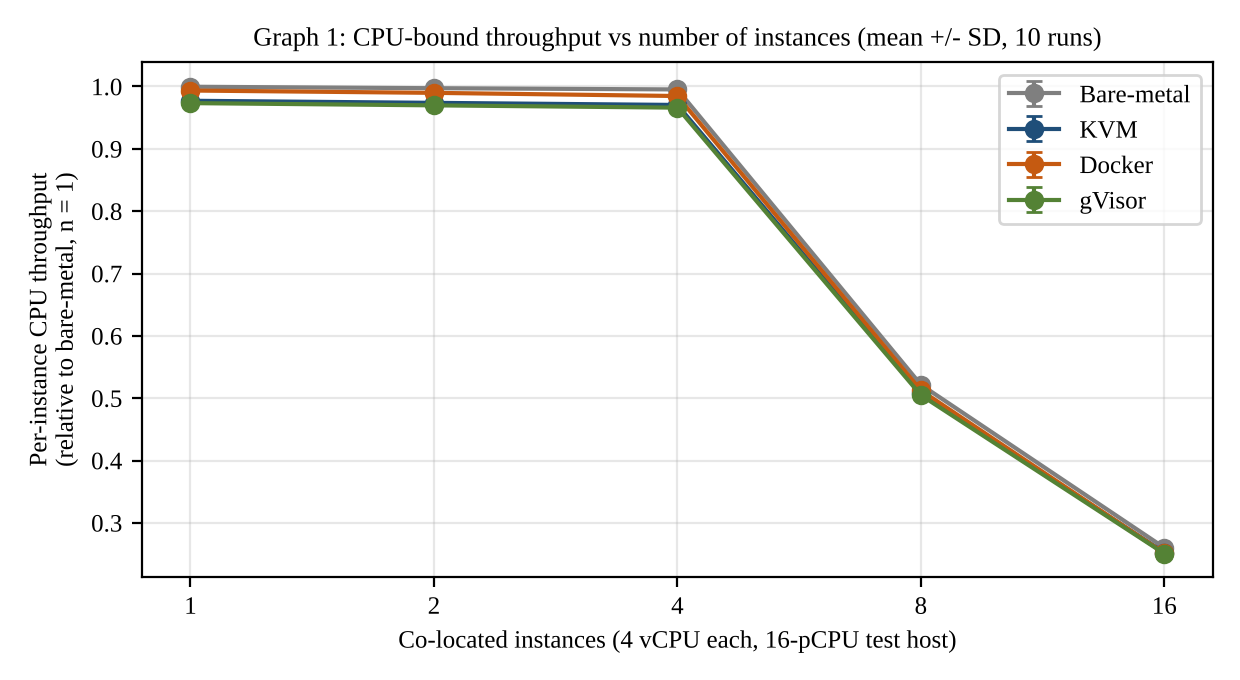 Graph 1: CPU-bound throughput vs number of instances (mean +/- SD, 10 runs)
Bare-metal
KVM
Docker
gVisor
Per-instance CPU throughput
(relative to bare-metal, n = 1)
1.0
0.9
0.8
0.7
0.6
0.5
0.4
0.3
1 2 4 8 16
Co-located instances (4 vCPU each, 16-pCPU test host)